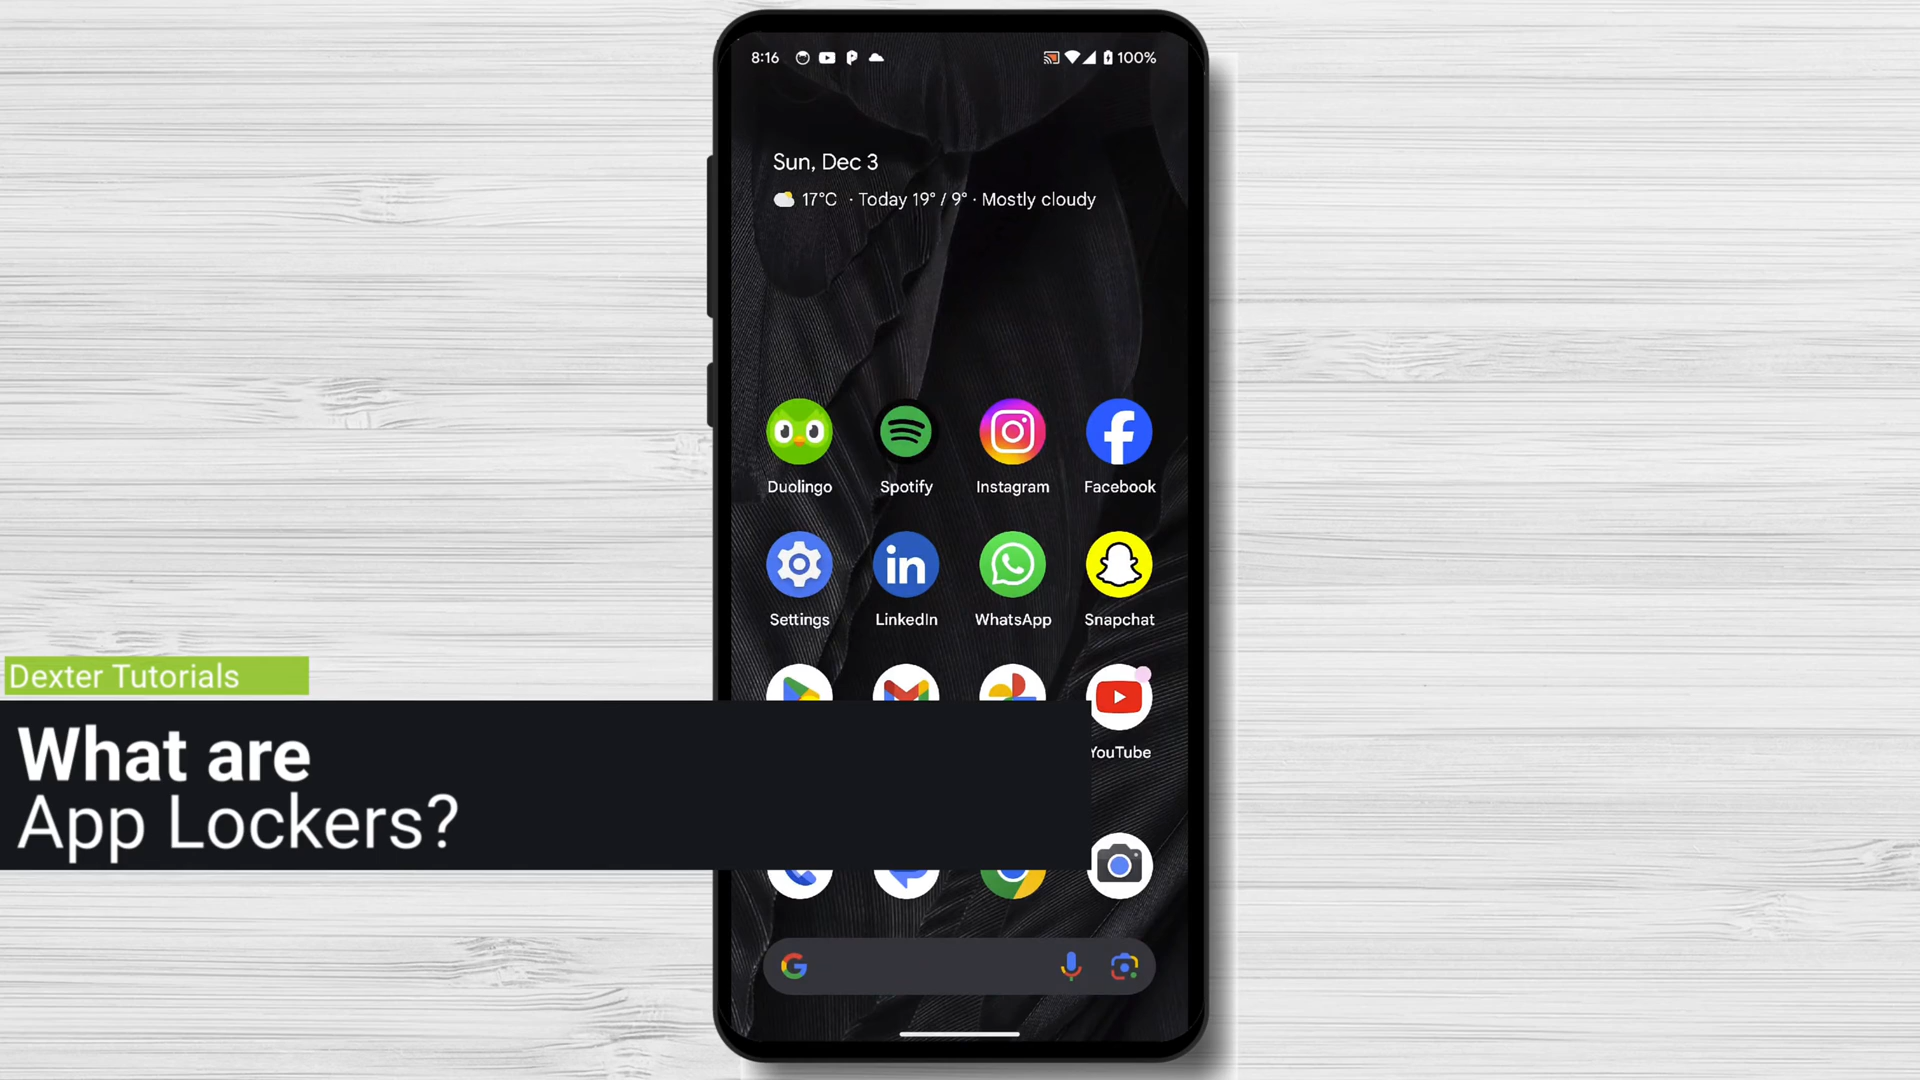 8:16
100%
Sun, Dec 3
17°C · Today 19° / 9° · Mostly cloudy
Duolingo
Spotify
Instagram
Facebook
Settings
LinkedIn
WhatsApp
Snapchat
YouTube
Dexter Tutorials
What are
App Lockers?